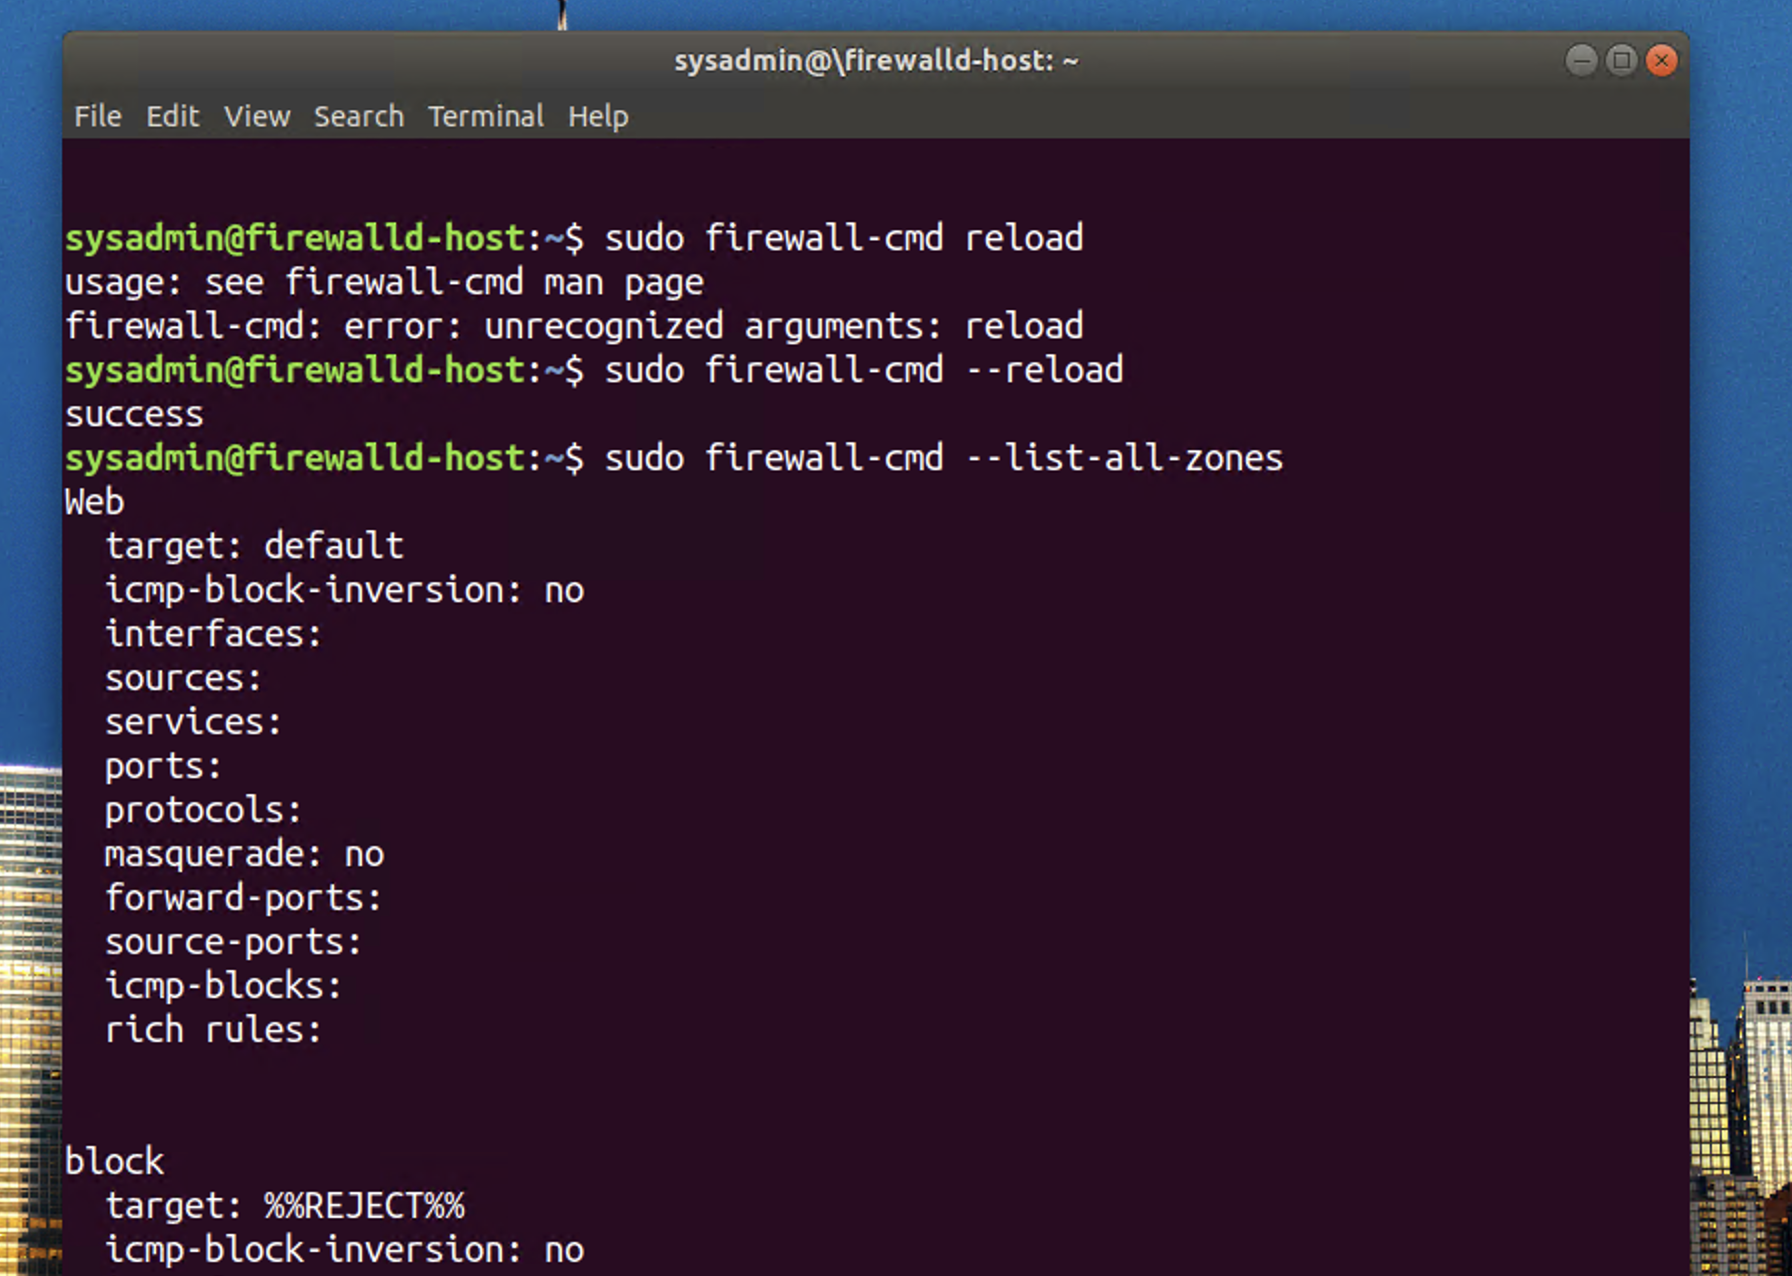 sysadmin@\firewalld-host: ~
File Edit View Search Terminal Help
sysadmin@firewalld-host:~$ sudo firewall-cmd reload
usage: see firewall-cmd man page
firewall-cmd: error: unrecognized arguments: reload
sysadmin@firewalld-host:~$ sudo firewall-cmd --reload
success
sysadmin@firewalld-host:~$ sudo firewall-cmd --list-all-zones
Web
  target: default
  icmp-block-inversion: no
  interfaces:
  sources:
  services:
  ports:
  protocols:
  masquerade: no
  forward-ports:
  source-ports:
  icmp-blocks:
  rich rules:
block
  target: %%REJECT%%
  icmp-block-inversion: no